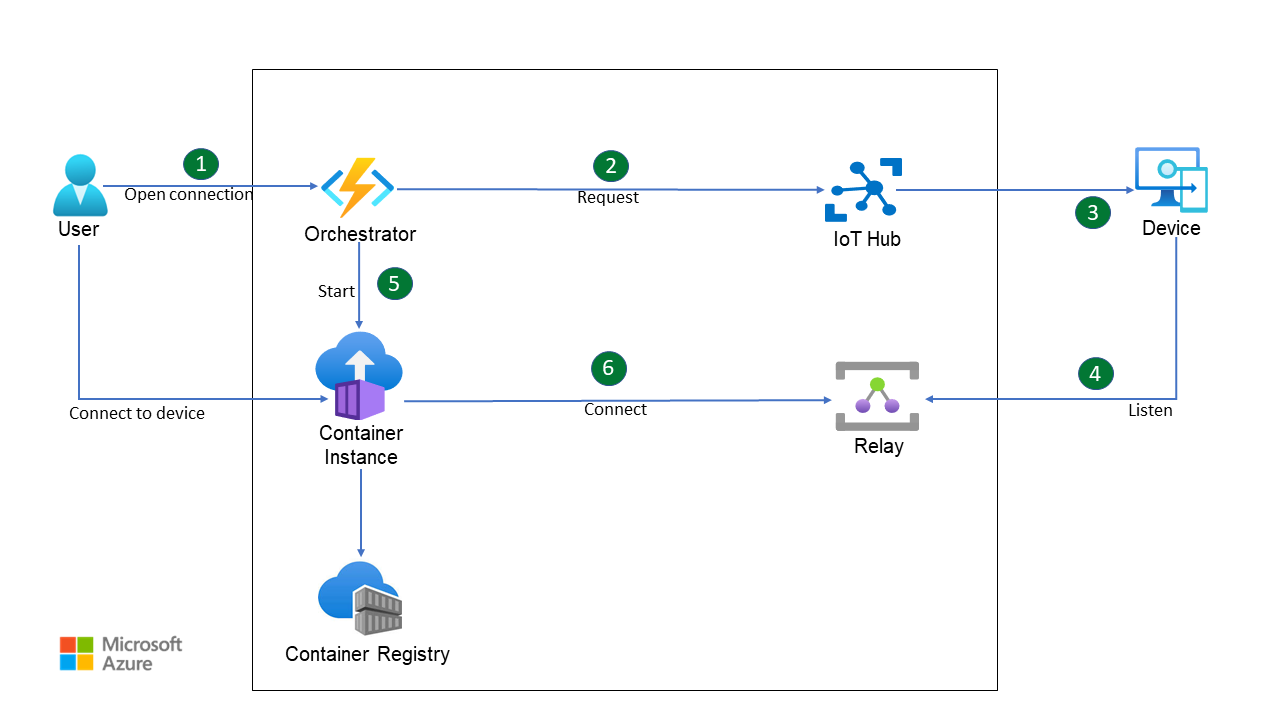 1
Open connection
2
Request
User
Orchestrator
IoT Hub
3
Device
Start
5
6
Connect
4
Listen
Connect to device
Container
Instance
Relay
Container Registry
Microsoft
Azure